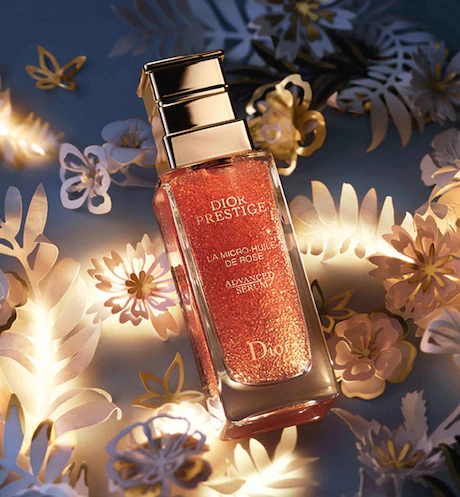 DIOR
PRESTIGE
LA MICRO-HUILE
DE ROSE
ADVANCED
SERUM
Dior